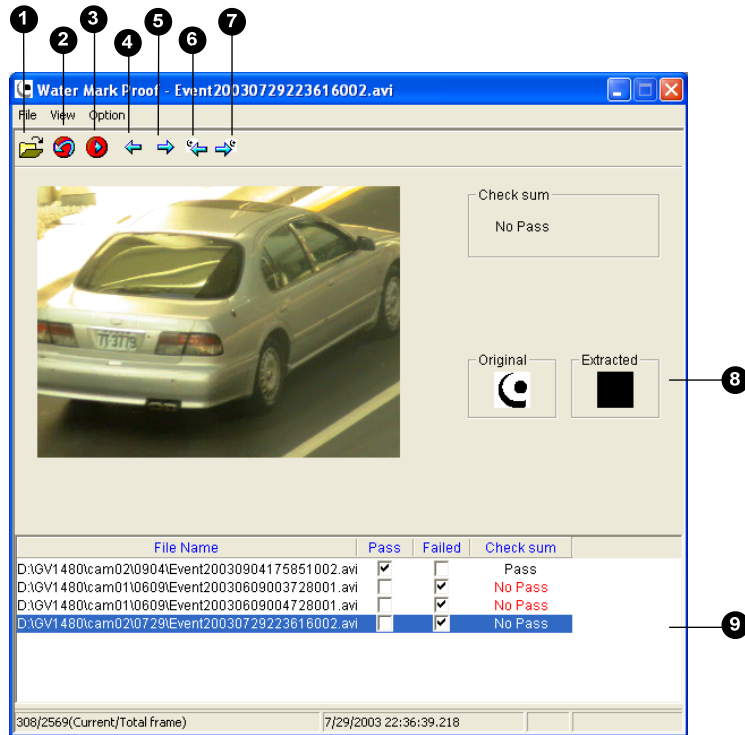 1 2 3 4 5 6 7
Water Mark Proof - Event20030729223616002.avi
File View Option
Check sum
No Pass
7T-3779
Original Extracted
8
File Name Pass Failed Check sum
D:\GV1480\cam02\0904\Event20030904175851002.avi Pass
D:\GV1480\cam01\0609\Event20030609003728001.avi No Pass
D:\GV1480\cam01\0609\Event20030609004728001.avi No Pass
D:\GV1480\cam02\0729\Event20030729223616002.avi No Pass
9
308/2569(Current/Total frame) 7/29/2003 22:36:39.218